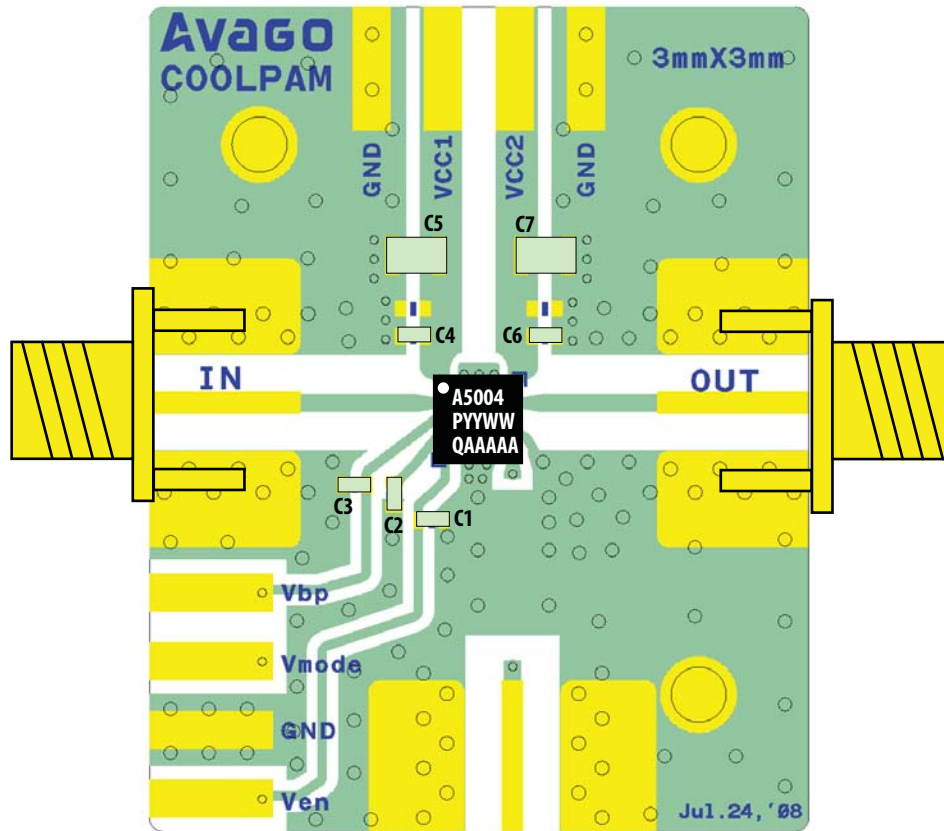 Avago
COOLPAM
3mmX3mm
GND
VCC1
VCC2
GND
C5
C7
C4
C6
IN
OUT
A5004
PYYWW
QAAAAA
C3
C2
C1
Vbp
Vmode
GND
Ven
Jul.24,'08